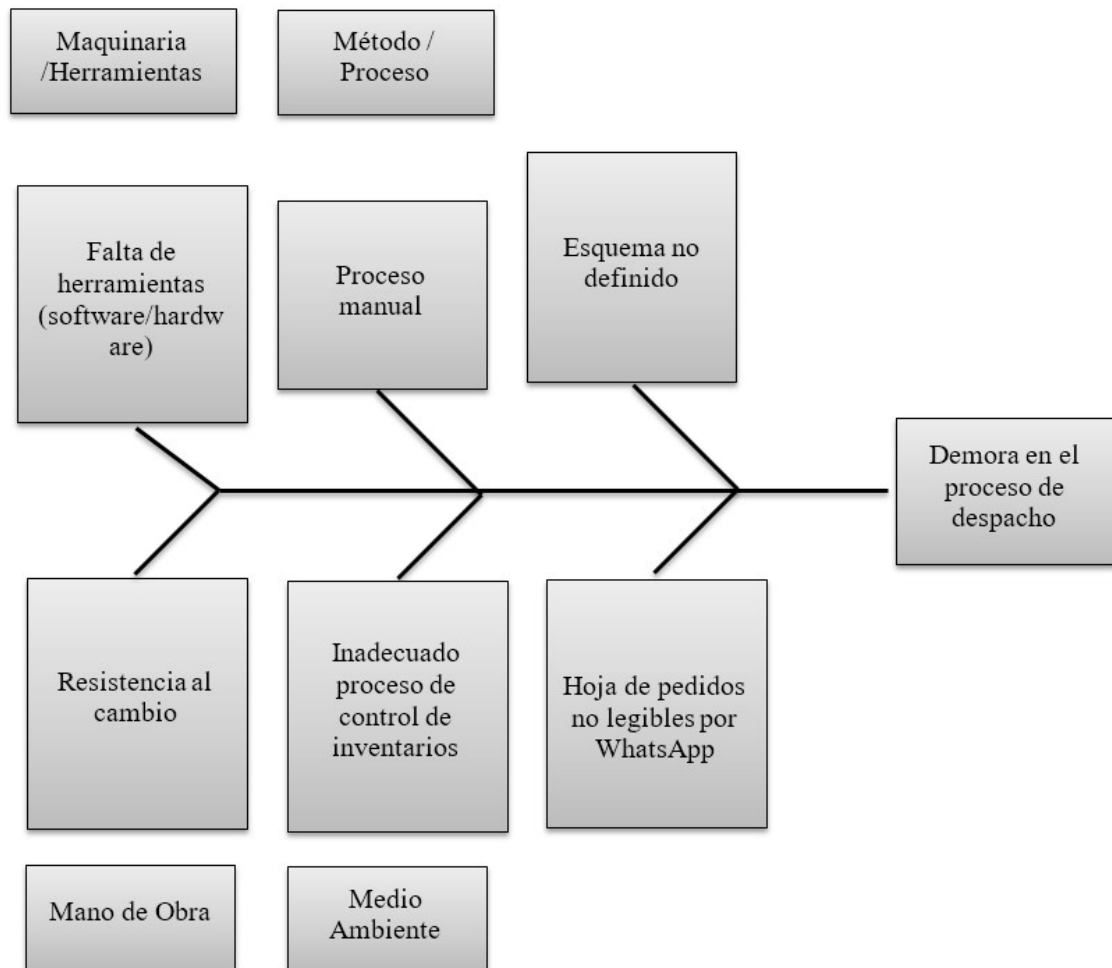 Maquinaria
/Herramientas
Método /
Proceso
Falta de
herramientas
(software/hardw
are)
Proceso
manual
Esquema no
definido
Demora en el
proceso de
despacho
Resistencia al
cambio
Inadecuado
proceso de
control de
inventarios
Hoja de pedidos
no legibles por
WhatsApp
Mano de Obra
Medio
Ambiente